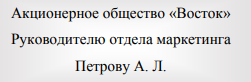 Акционерное общество «Восток»
Руководителю отдела маркетинга
Петрову А. Л.